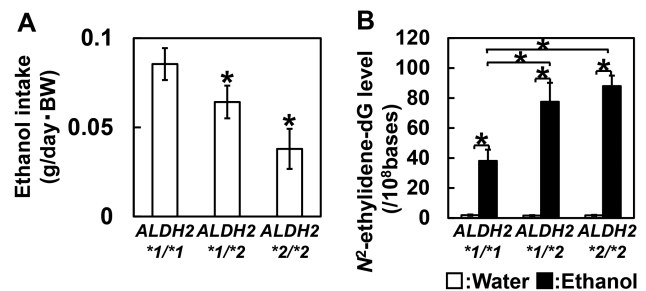 A
Ethanol intake
(g/day・BW)
0.1
0.05
0
*
*
ALDH2 ALDH2 ALDH2
*1/*1 *1/*2 *2/*2
B
N²-ethylidene-dG level
(/10⁸bases)
120
100
80
60
40
20
0
*
*
*
*
*
ALDH2 ALDH2 ALDH2
*1/*1 *1/*2 *2/*2
:Water :Ethanol